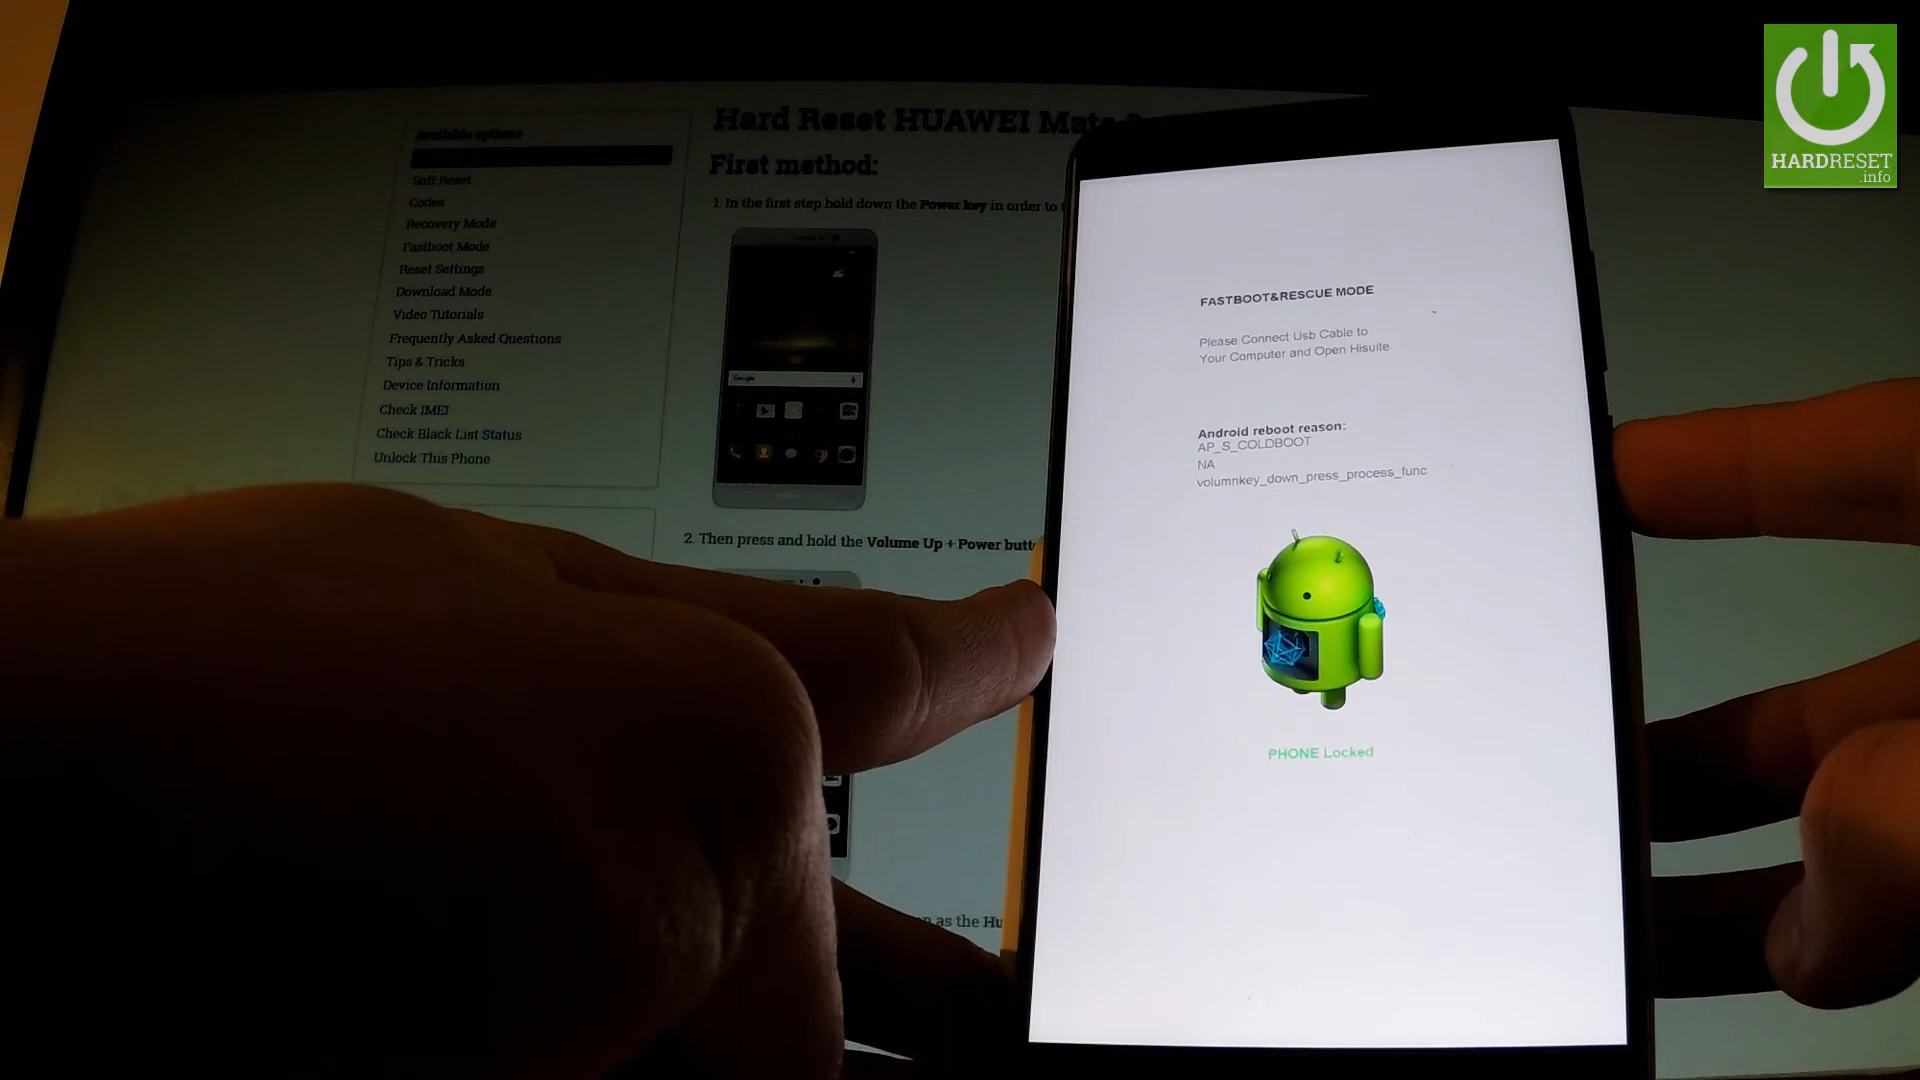 HARDRESET
.info
Hard Reset HUAWEI Mate
First method:
1. In the first step hold down the Power key in order to
2. Then press and hold the Volume Up + Power
as the
Available options
Soft Reset
Codes
Recovery Mode
Fastboot Mode
Reset Settings
Download Mode
Video Tutorials
Frequently Asked Questions
Tips & Tricks
Device Information
Check IMEI
Check Black List Status
Unlock This Phone
Google
FASTBOOT&RESCUE MODE
Please Connect Usb Cable to
Your Computer and Open Hisuite
Android reboot reason:
AP_S_COLDBOOT
NA
volumnkey_down_press_process_func
PHONE Locked